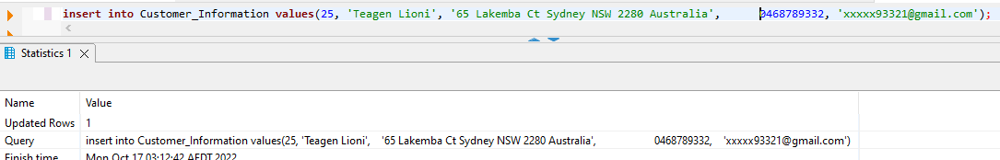 insert into Customer_Information values(25, 'Teagen Lioni', '65 Lakemba Ct Sydney NSW 2280 Australia', 0468789332, 'xxxxx93321@gmail.com');
Statistics 1
Name Value
Updated Rows 1
Query insert into Customer_Information values(25, 'Teagen Lioni', '65 Lakemba Ct Sydney NSW 2280 Australia', 0468789332, 'xxxxx93321@gmail.com')
Finish time Mon Oct 17 03:12:42 AEDT 2022